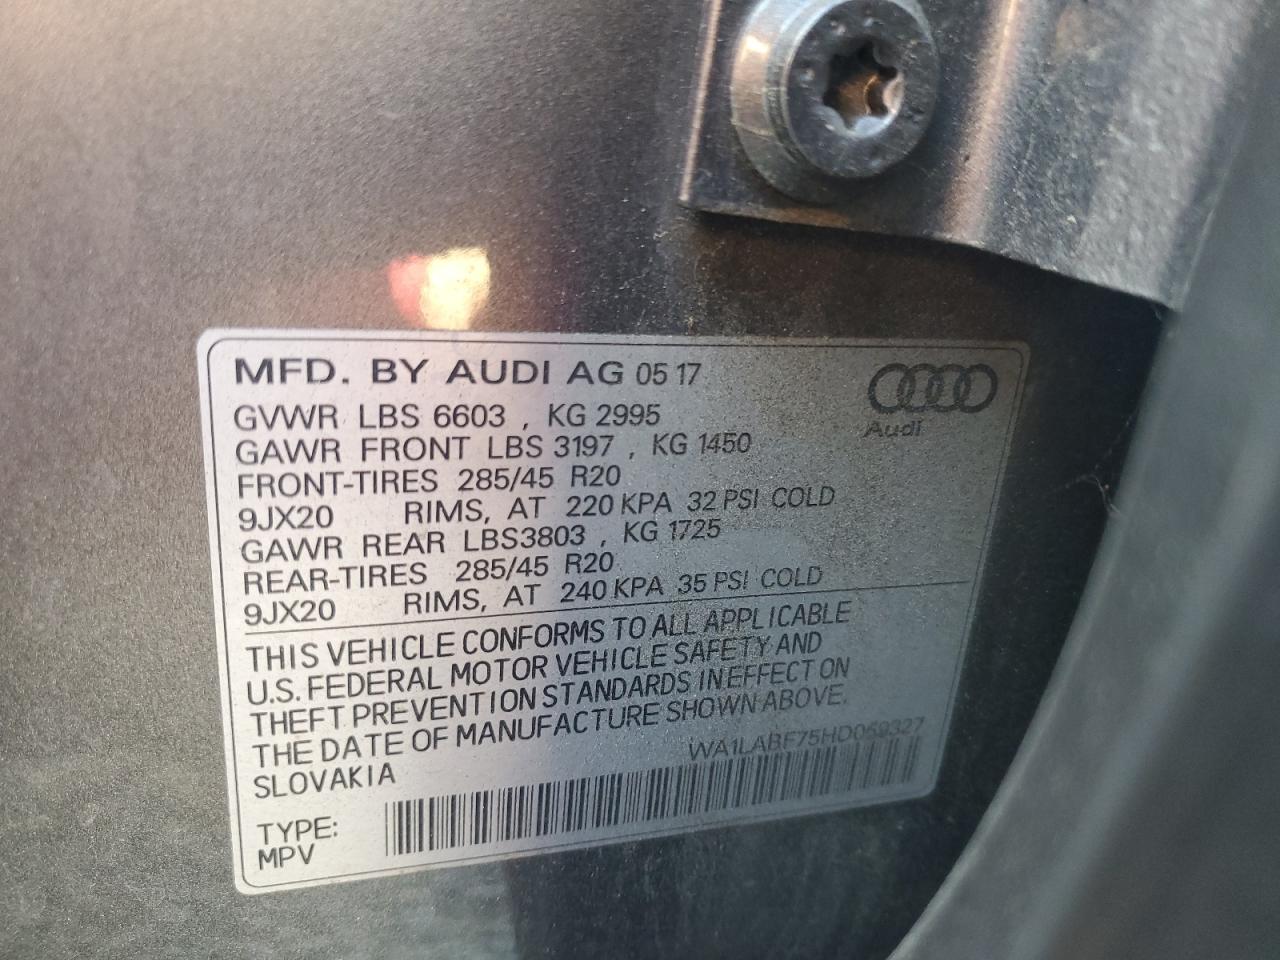 MFD. BY AUDI AG 05 17
GVWR LBS 6603 , KG 2995
Audi
GAWR FRONT LBS 3197 , KG 1450
FRONT-TIRES 285/45 R20
9JX20 RIMS, AT 220 KPA 32 PSI COLD
GAWR REAR LBS3803 , KG 1725
REAR-TIRES 285/45 R20
9JX20 RIMS, AT 240 KPA 35 PSI COLD
THIS VEHICLE CONFORMS TO ALL APPLICABLE
U.S. FEDERAL MOTOR VEHICLE SAFETY AND
THEFT PREVENTION STANDARDS IN EFFECT ON
THE DATE OF MANUFACTURE SHOWN ABOVE.
SLOVAKIA
WA1LABF75HD059327
TYPE:
MPV